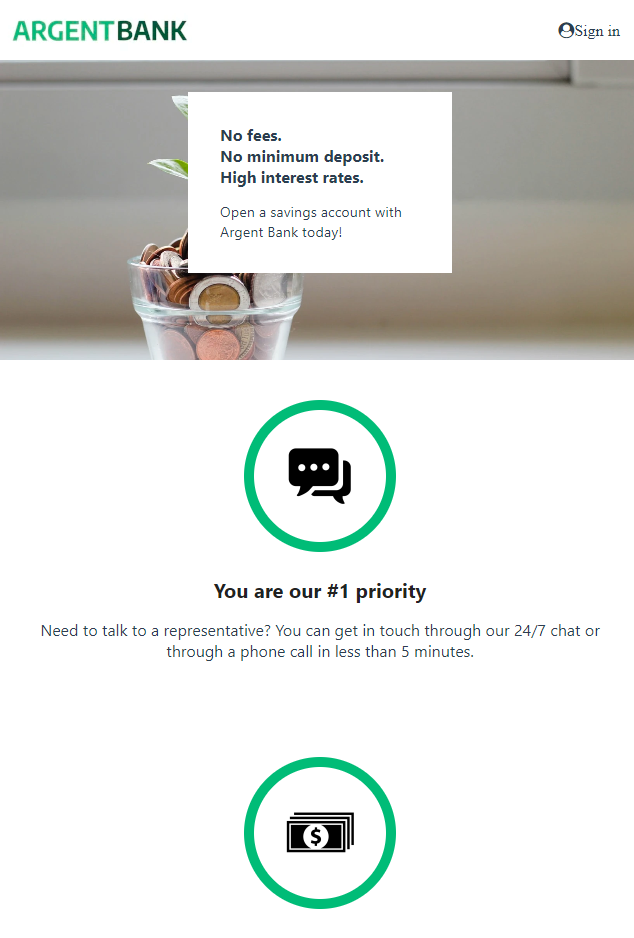 ARGENTBANK
Sign in
No fees.
No minimum deposit.
High interest rates.
Open a savings account with
Argent Bank today!
You are our #1 priority
Need to talk to a representative? You can get in touch through our 24/7 chat or
through a phone call in less than 5 minutes.
$